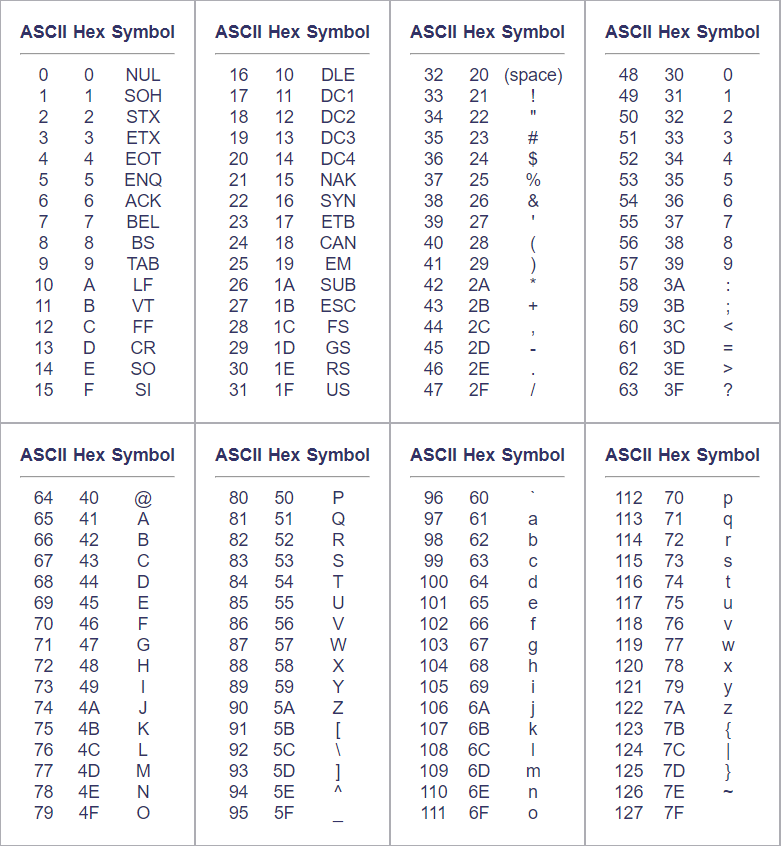 ASCII Hex Symbol ASCII Hex Symbol ASCII Hex Symbol ASCII Hex Symbol
0 0 NUL 16 10 DLE 32 20 (space) 48 30 0
1 1 SOH 17 11 DC1 33 21 ! 49 31 1
2 2 STX 18 12 DC2 34 22 " 50 32 2
3 3 ETX 19 13 DC3 35 23 # 51 33 3
4 4 EOT 20 14 DC4 36 24 $ 52 34 4
5 5 ENQ 21 15 NAK 37 25 % 53 35 5
6 6 ACK 22 16 SYN 38 26 & 54 36 6
7 7 BEL 23 17 ETB 39 27 ' 55 37 7
8 8 BS 24 18 CAN 40 28 ( 56 38 8
9 9 TAB 25 19 EM 41 29 ) 57 39 9
10 A LF 26 1A SUB 42 2A * 58 3A :
11 B VT 27 1B ESC 43 2B + 59 3B ;
12 C FF 28 1C FS 44 2C , 60 3C <
13 D CR 29 1D GS 45 2D - 61 3D =
14 E SO 30 1E RS 46 2E . 62 3E >
15 F SI 31 1F US 47 2F / 63 3F ?
ASCII Hex Symbol ASCII Hex Symbol ASCII Hex Symbol ASCII Hex Symbol
64 40 @ 80 50 P 96 60 ` 112 70 p
65 41 A 81 51 Q 97 61 a 113 71 q
66 42 B 82 52 R 98 62 b 114 72 r
67 43 C 83 53 S 99 63 c 115 73 s
68 44 D 84 54 T 100 64 d 116 74 t
69 45 E 85 55 U 101 65 e 117 75 u
70 46 F 86 56 V 102 66 f 118 76 v
71 47 G 87 57 W 103 67 g 119 77 w
72 48 H 88 58 X 104 68 h 120 78 x
73 49 I 89 59 Y 105 69 i 121 79 y
74 4A J 90 5A Z 106 6A j 122 7A z
75 4B K 91 5B [ 107 6B k 123 7B {
76 4C L 92 5C \ 108 6C l 124 7C |
77 4D M 93 5D ] 109 6D m 125 7D }
78 4E N 94 5E ^ 110 6E n 126 7E ~
79 4F O 95 5F _ 111 6F o 127 7F